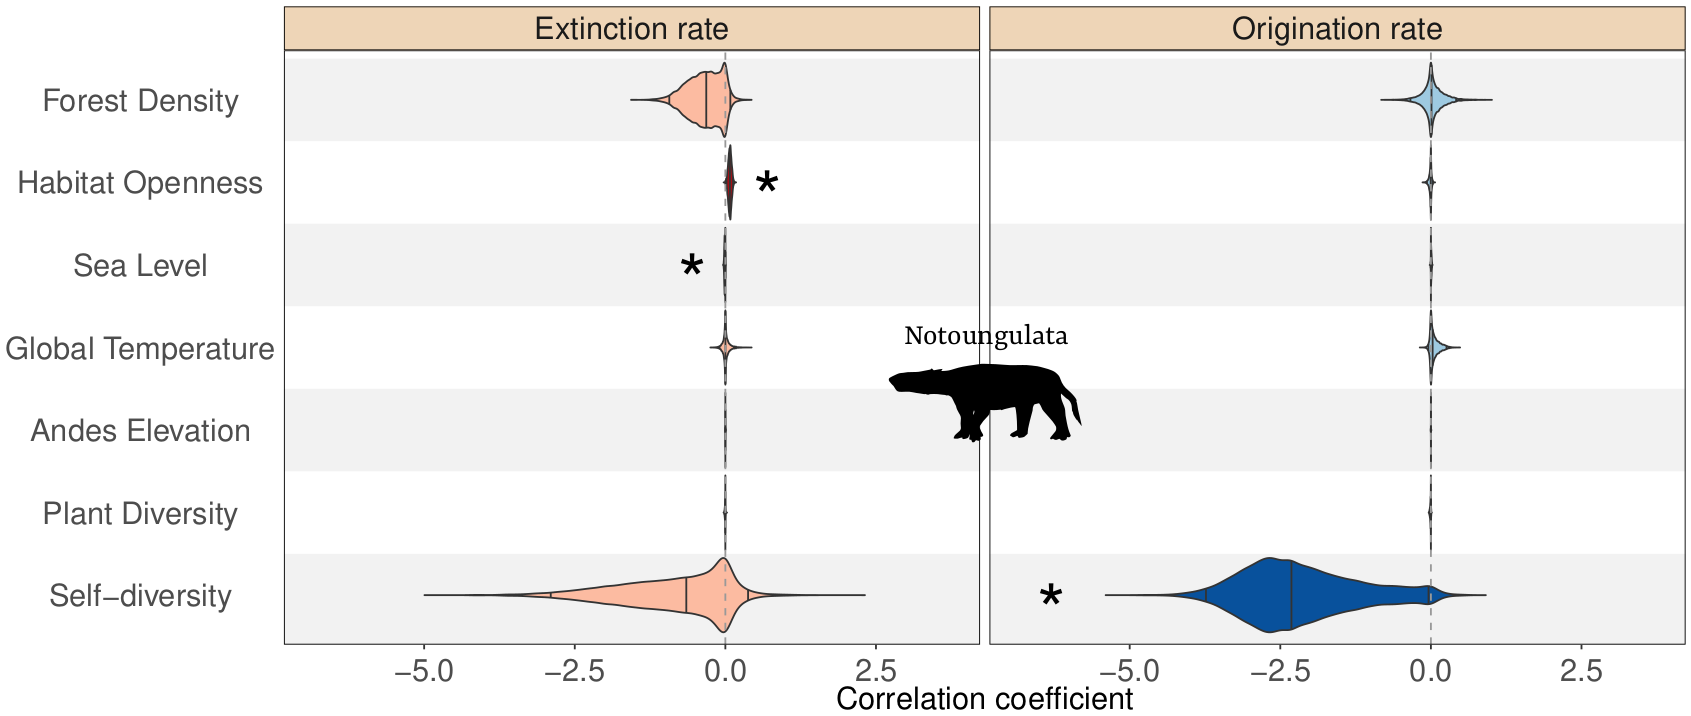 Extinction rate
Origination rate
Forest Density
Habitat Openness
*
Sea Level
*
Global Temperature
Notoungulata
Andes Elevation
Plant Diversity
Self−diversity
*
−5.0
−2.5
0.0
2.5
−5.0
−2.5
0.0
2.5
Correlation coefficient